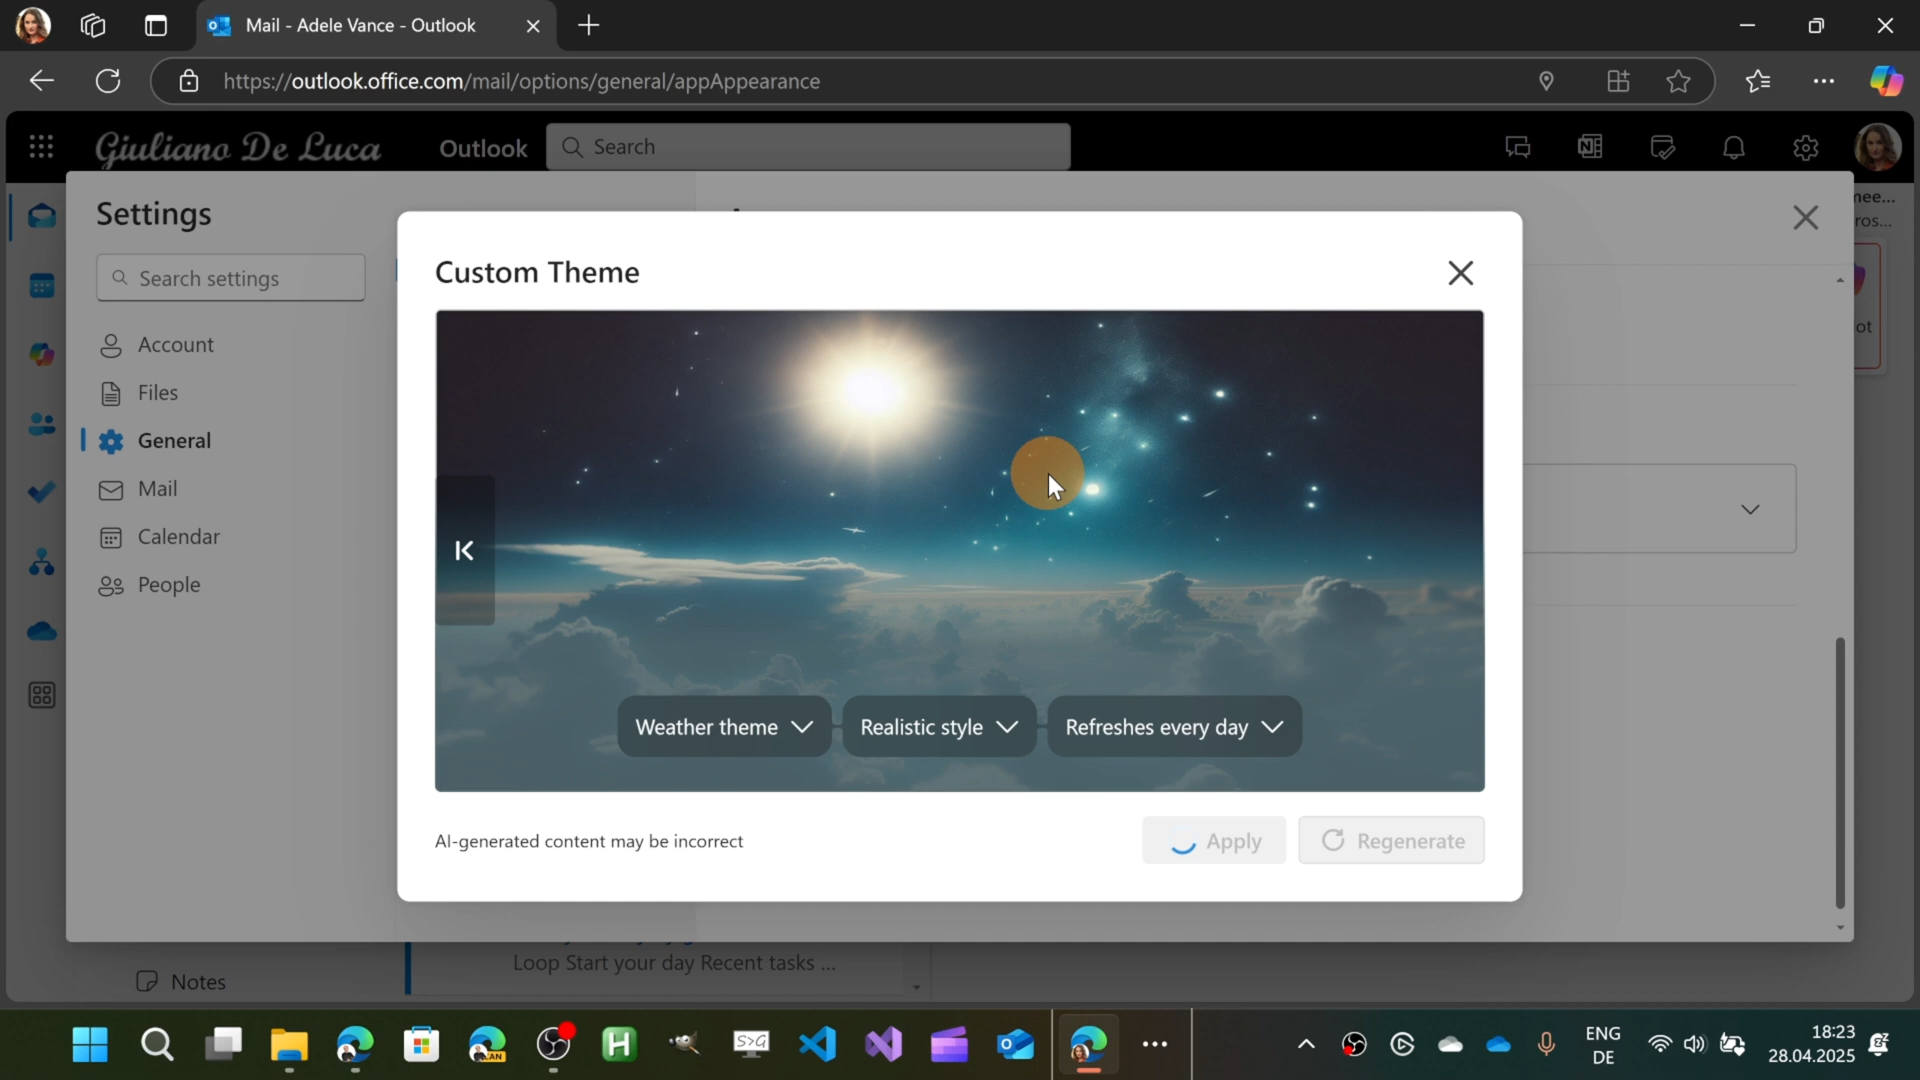 Mail - Adele Vance - Outlook
https://outlook.office.com/mail/options/general/appAppearance
Giuliano De Luca
Outlook
Search
Settings
Search settings
Account
Files
General
Mail
Calendar
People
Custom Theme
Weather theme
Realistic style
Refreshes every day
AI-generated content may be incorrect
Apply
Regenerate
Notes
Loop Start your day Recent tasks ...
S>G
CAN
ENG
DE
18:23
28.04.2025